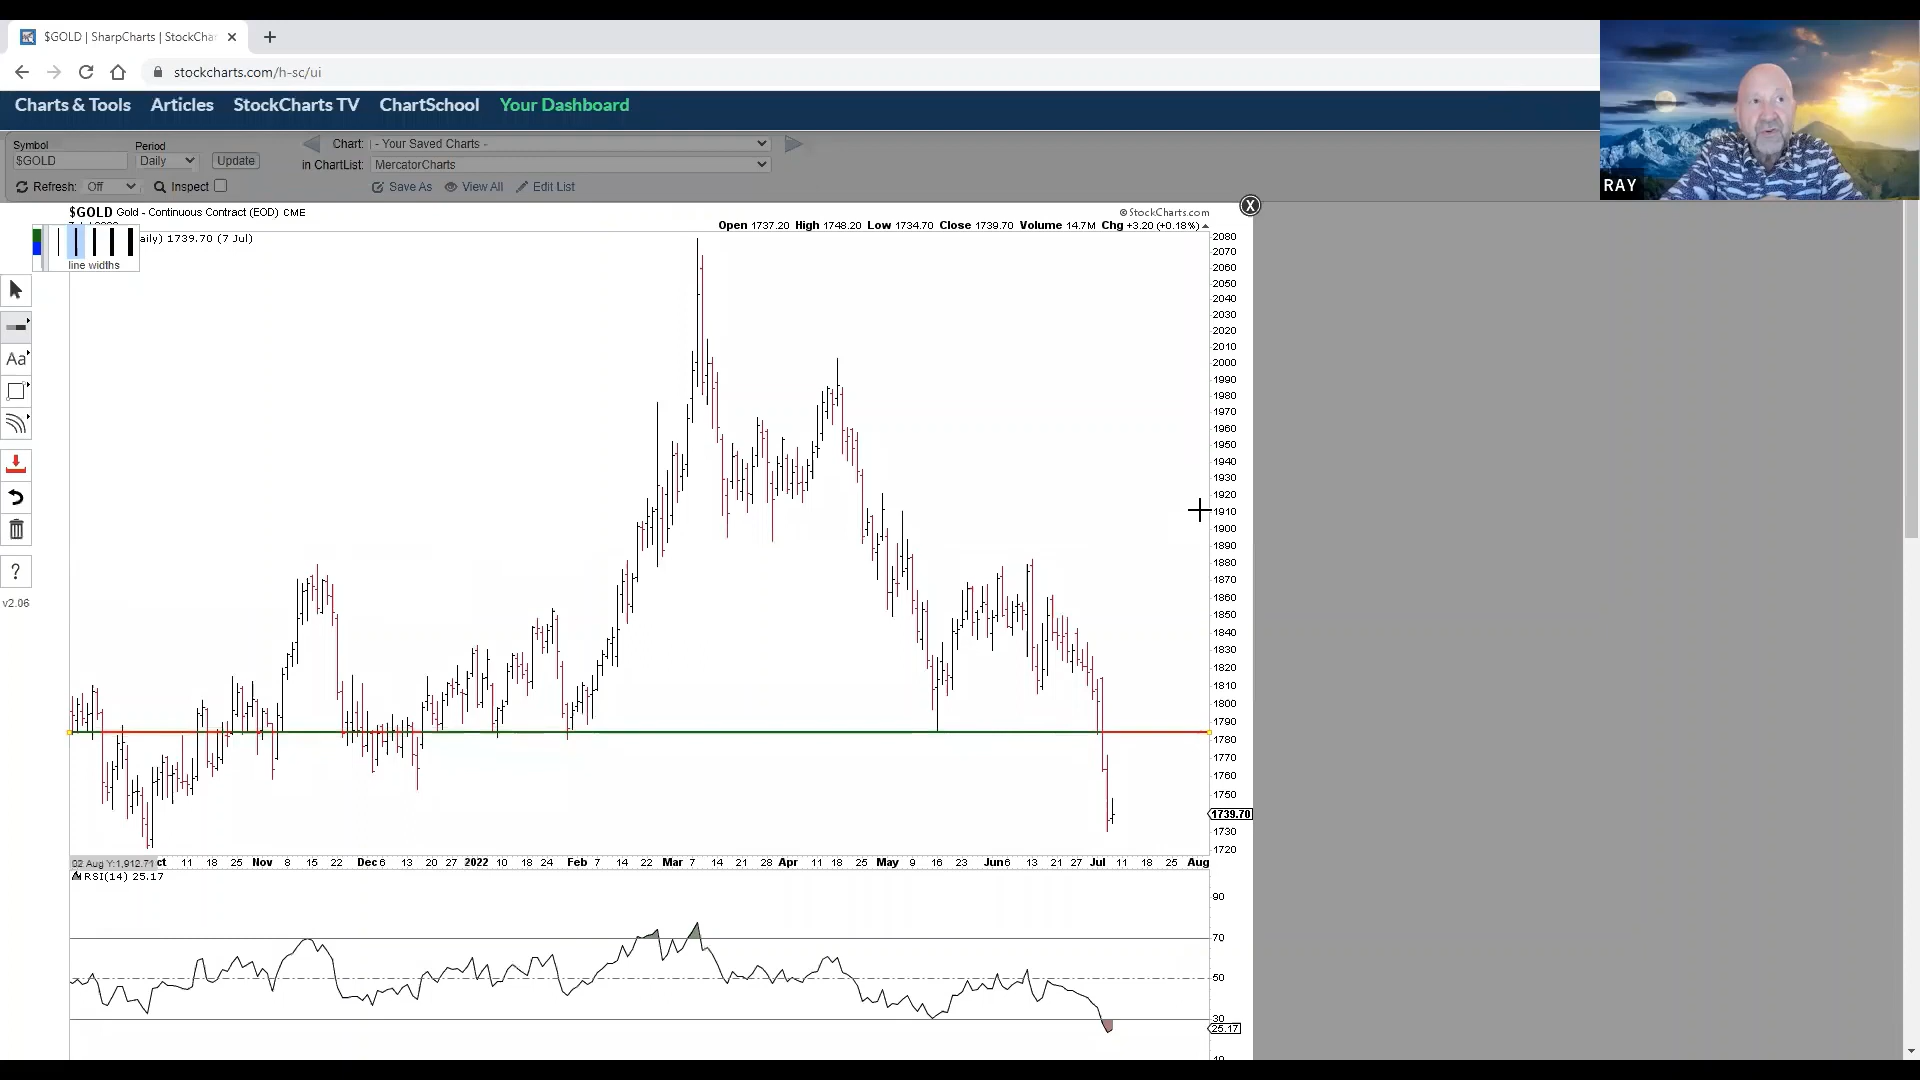 $GOLD | SharpCharts | StockCha
stockcharts.com/h-sc/ui
Charts & Tools Articles StockCharts TV ChartSchool Your Dashboard
Symbol Period Chart: - Your Saved Charts -
$GOLD Daily Update in ChartList: MercatorCharts
Refresh: Off Inspect Save As View All Edit List
RAY
$GOLD Gold - Continuous Contract (EOD) CME
© StockCharts.com
Open 1737.20 High 1748.20 Low 1734.70 Close 1739.70 Volume 14.7M Chg +3.20 (+0.18%)
aily) 1739.70 (7 Jul)
line widths
Aa
?
v2.06
2080
2070
2060
2050
2040
2030
2020
2010
2000
1990
1980
1970
1960
1950
1940
1930
1920
1910
1900
1890
1880
1870
1860
1850
1840
1830
1820
1810
1800
1790
1780
1770
1760
1750
1739.70
1730
1720
02 Aug Y:1,912.71 ct 11 18 25 Nov 8 15 22 Dec 6 13 20 27 2022 10 18 24 Feb 7 14 22 Mar 7 14 21 28 Apr 11 18 25 May 9 16 23 Jun 6 13 21 27 Jul 11 18 25 Aug
RSI(14) 25.17
90
70
50
30
25.17
10